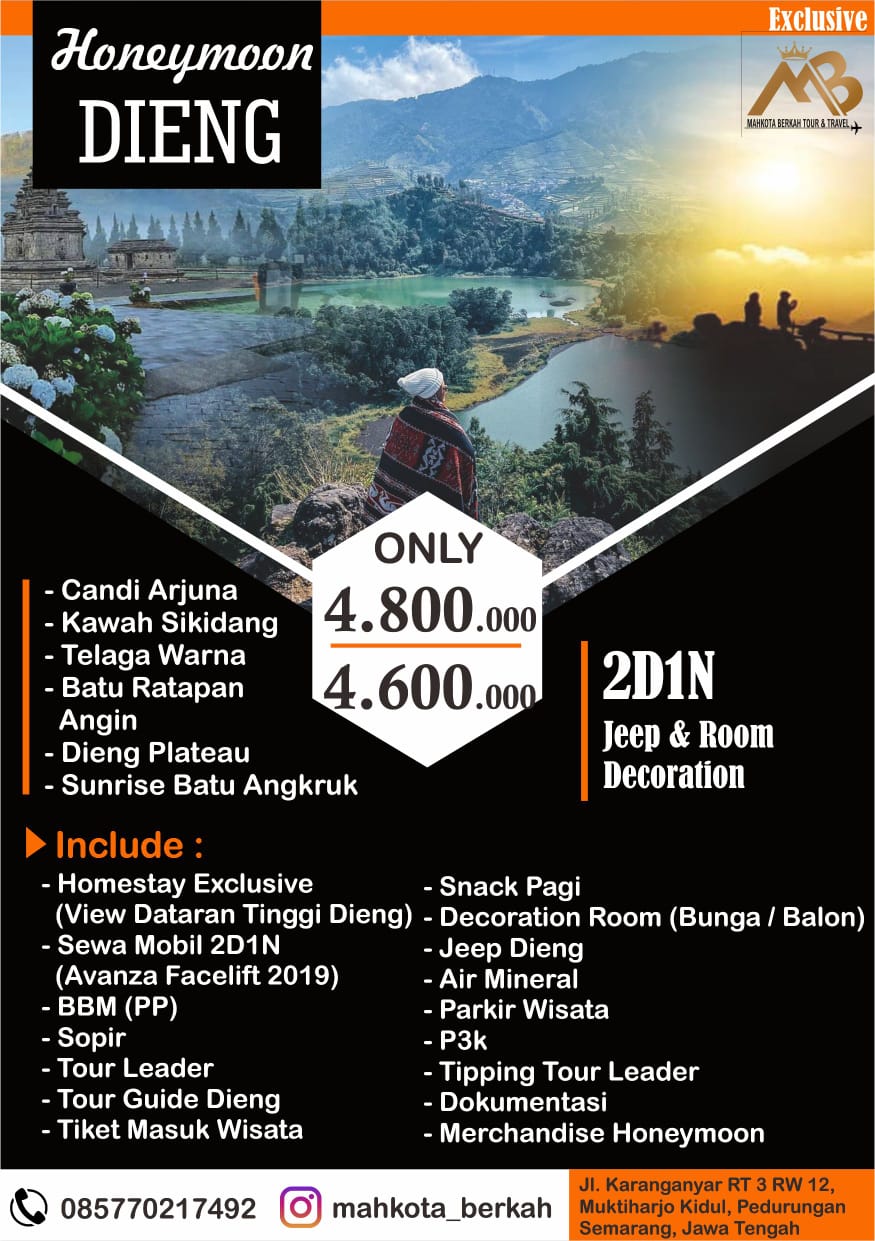 Exclusive
Honeymoon
DIENG
MB
MAHKOTA BERKAH TOUR & TRAVEL
ONLY
4.800.000
4.600.000
- Candi Arjuna
- Kawah Sikidang
- Telaga Warna
- Batu Ratapan
Angin
- Dieng Plateau
- Sunrise Batu Angkruk
2D1N
Jeep & Room
Decoration
Include :
- Homestay Exclusive
(View Dataran Tinggi Dieng)
- Sewa Mobil 2D1N
(Avanza Facelift 2019)
- BBM (PP)
- Sopir
- Tour Leader
- Tour Guide Dieng
- Tiket Masuk Wisata
- Snack Pagi
- Decoration Room (Bunga / Balon)
- Jeep Dieng
- Air Mineral
- Parkir Wisata
- P3k
- Tipping Tour Leader
- Dokumentasi
- Merchandise Honeymoon
085770217492
mahkota_berkah
Jl. Karanganyar RT 3 RW 12,
Muktiharjo Kidul, Pedurungan
Semarang, Jawa Tengah